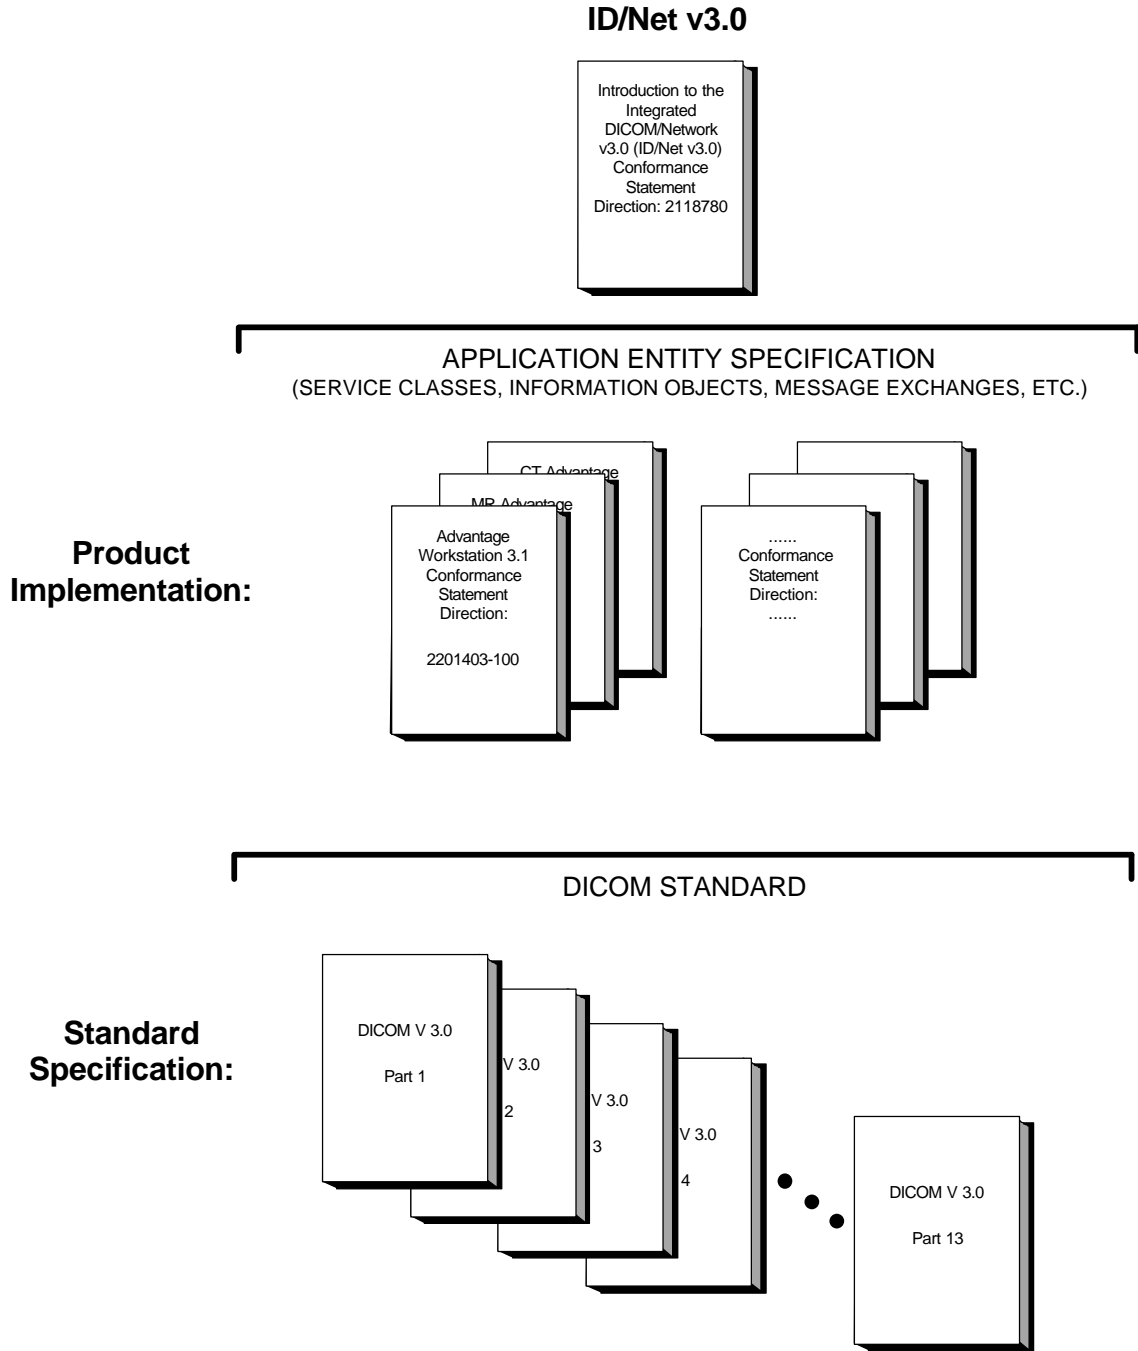 ID/Net v3.0
Introduction to the
Integrated
DICOM/Network
v3.0 (ID/Net v3.0)
Conformance
Statement
Direction: 2118780
APPLICATION ENTITY SPECIFICATION
(SERVICE CLASSES, INFORMATION OBJECTS, MESSAGE EXCHANGES, ETC.)
Product
Implementation:
CT Advantage
MR Advantage
Advantage
Workstation 3.1
Conformance
Statement
Direction:
2201403-100
......
Conformance
Statement
Direction:
......
DICOM STANDARD
Standard
Specification:
DICOM V 3.0
Part 1
V 3.0
2
V 3.0
3
V 3.0
4
DICOM V 3.0
Part 13